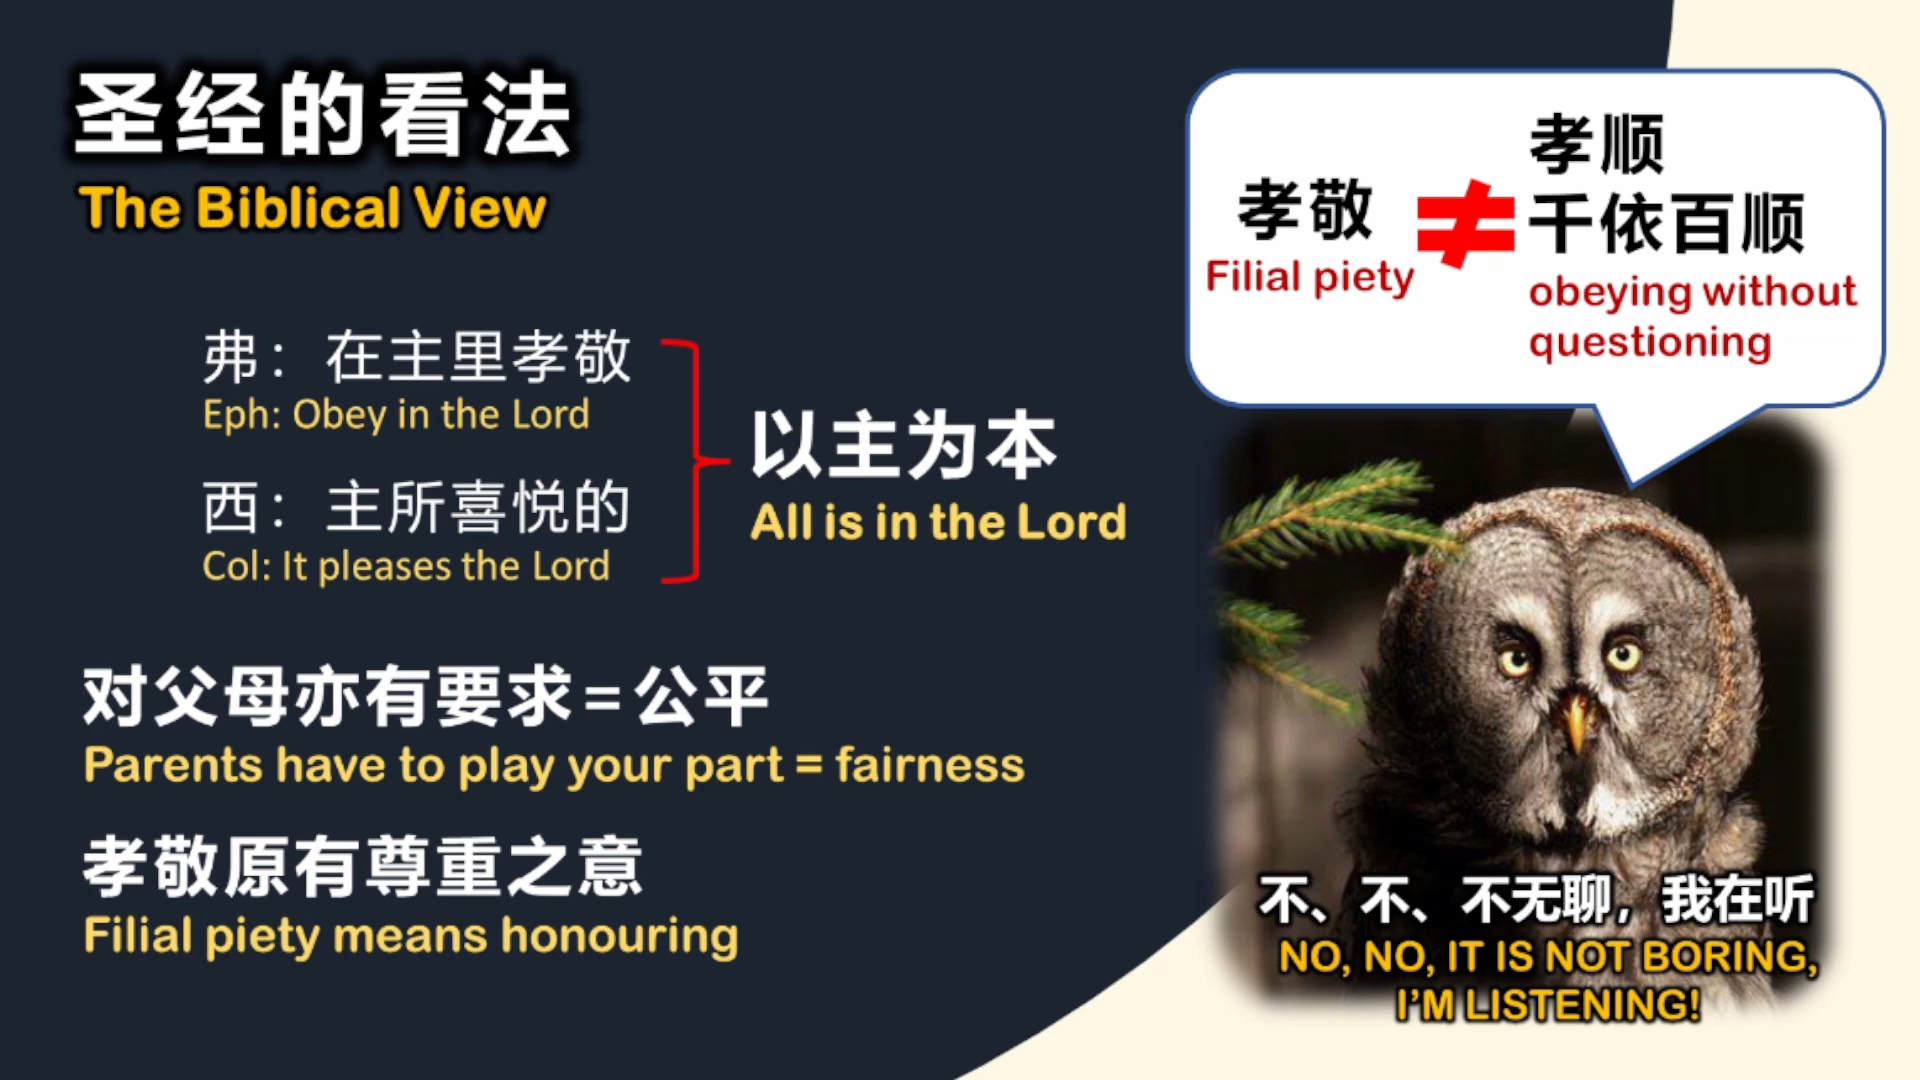 圣经的看法
The Biblical View
弗：在主里孝敬
Eph: Obey in the Lord
西：主所喜悦的
Col: It pleases the Lord
以主为本
All is in the Lord
对父母亦有要求=公平
Parents have to play your part = fairness
孝敬原有尊重之意
Filial piety means honouring
孝敬
Filial piety
≠
孝顺
千依百顺
obeying without
questioning
不、不、不无聊，我在听
NO, NO, IT IS NOT BORING,
I'M LISTENING!